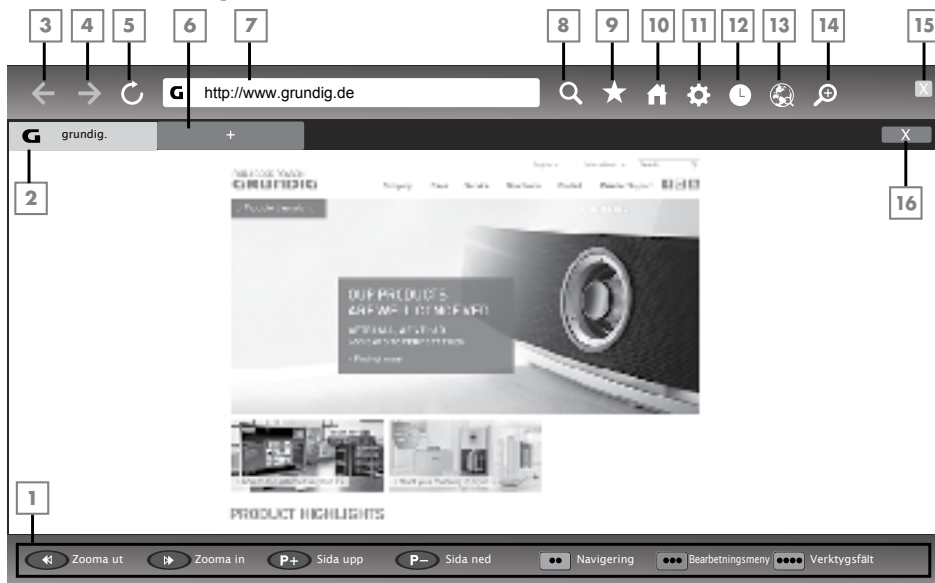 3 4 5 6 7 8 9 10 11 12 13 14 15
G http://www.grundig.de X
G grundig. + X
2 16
GRUNDIG
OUR PRODUCTS
ARE WELL CONCEIVED
PRODUCT HIGHLIGHTS
1
Zooma ut Zooma in P+ Sida upp P− Sida ned Navigering Bearbetningsmeny Verktygsfält